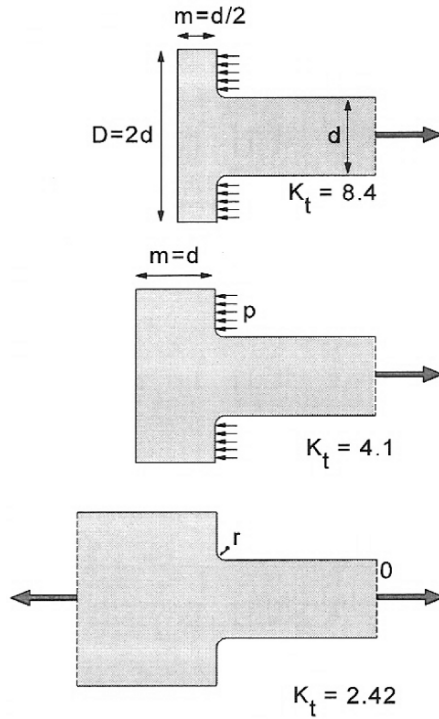 m=d/2
D=2d
d
K_t = 8.4
m=d
p
K_t = 4.1
r
0
K_t = 2.42